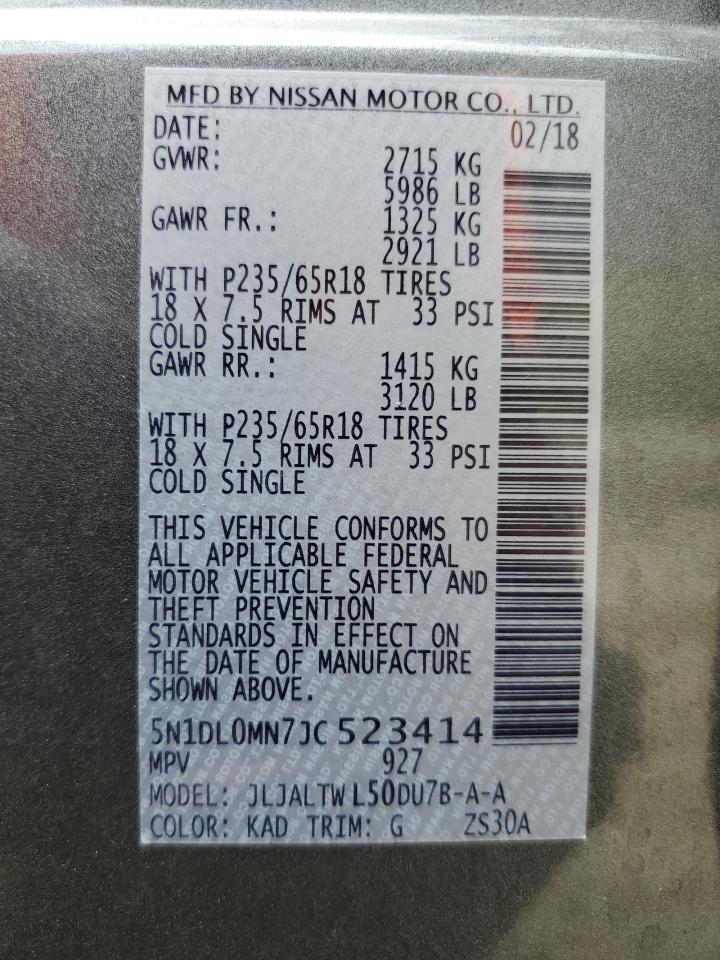 MFD BY NISSAN MOTOR CO., LTD.
DATE: 02/18
GVWR: 2715 KG
5986 LB
GAWR FR.: 1325 KG
2921 LB
WITH P235/65R18 TIRES
18 X 7.5 RIMS AT 33 PSI
COLD SINGLE
GAWR RR.: 1415 KG
3120 LB
WITH P235/65R18 TIRES
18 X 7.5 RIMS AT 33 PSI
COLD SINGLE
THIS VEHICLE CONFORMS TO
ALL APPLICABLE FEDERAL
MOTOR VEHICLE SAFETY AND
THEFT PREVENTION
STANDARDS IN EFFECT ON
THE DATE OF MANUFACTURE
SHOWN ABOVE.
5N1DL0MN7JC 523414
MPV 927
MODEL: JLJALTW L50DU7B-A-A
COLOR: KAD TRIM: G ZS30A